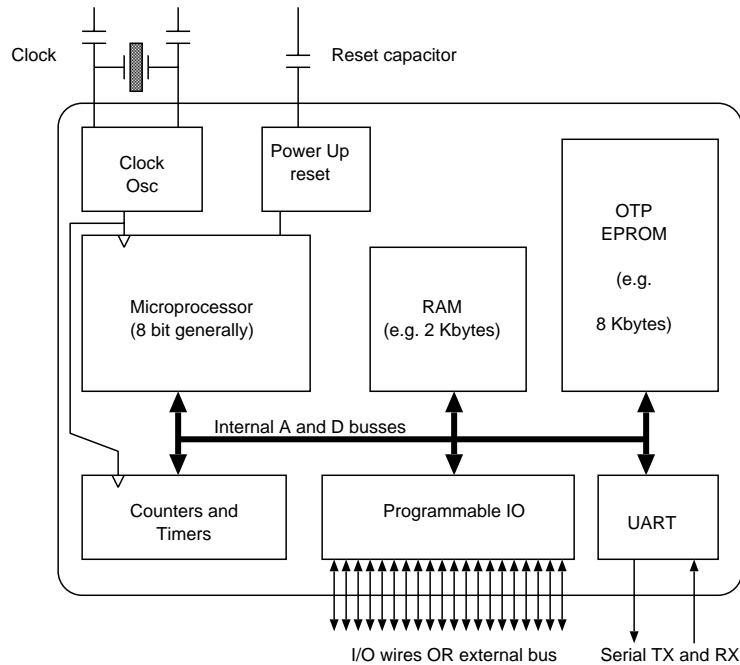 Clock
Reset capacitor
Clock
Osc
Power Up
reset
OTP
EPROM
(e.g.
8 Kbytes)
Microprocessor
(8 bit generally)
RAM
(e.g. 2 Kbytes)
Internal A and D busses
Counters and
Timers
Programmable IO
UART
I/O wires OR external bus
Serial TX and RX